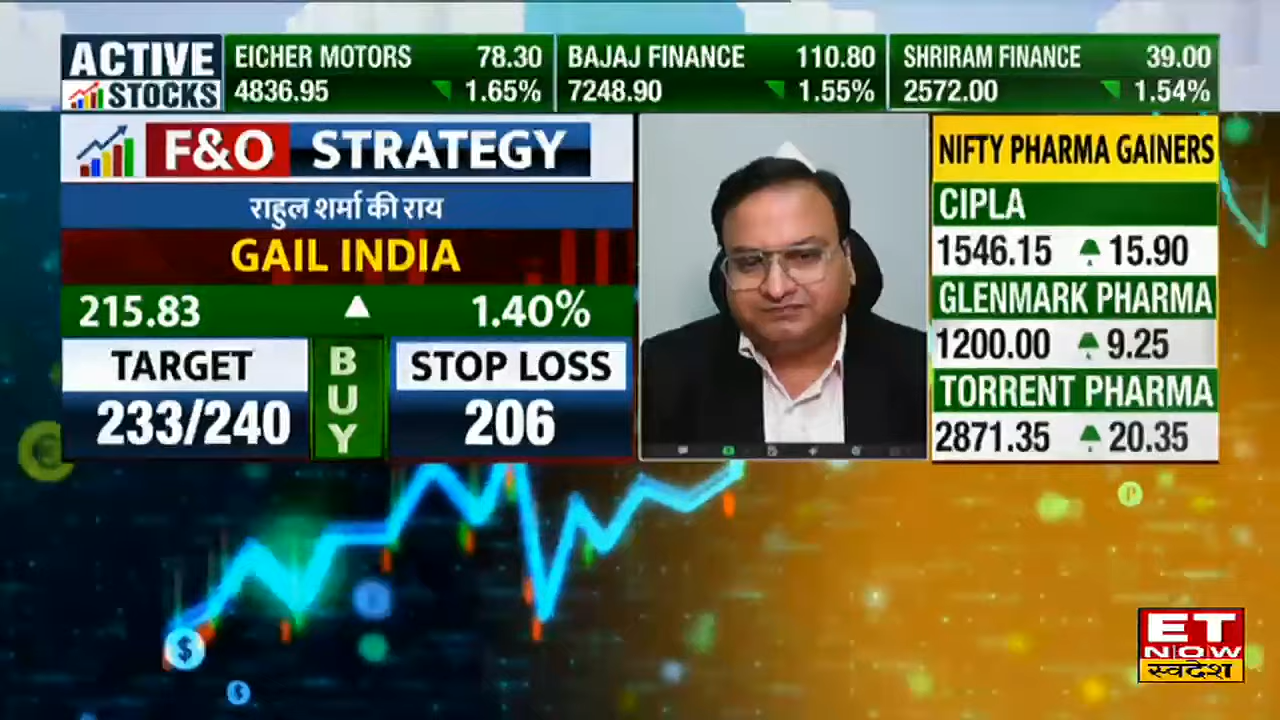 ACTIVE
STOCKS
EICHER MOTORS 78.30
4836.95 1.65%
BAJAJ FINANCE 110.80
7248.90 1.55%
SHRIRAM FINANCE 39.00
2572.00 1.54%
F&O STRATEGY
राहुल शर्मा की राय
GAIL INDIA
215.83 1.40%
TARGET
233/240
BUY
STOP LOSS
206
NIFTY PHARMA GAINERS
CIPLA
1546.15 15.90
GLENMARK PHARMA
1200.00 9.25
TORRENT PHARMA
2871.35 20.35
ET
NOW
स्वदेश